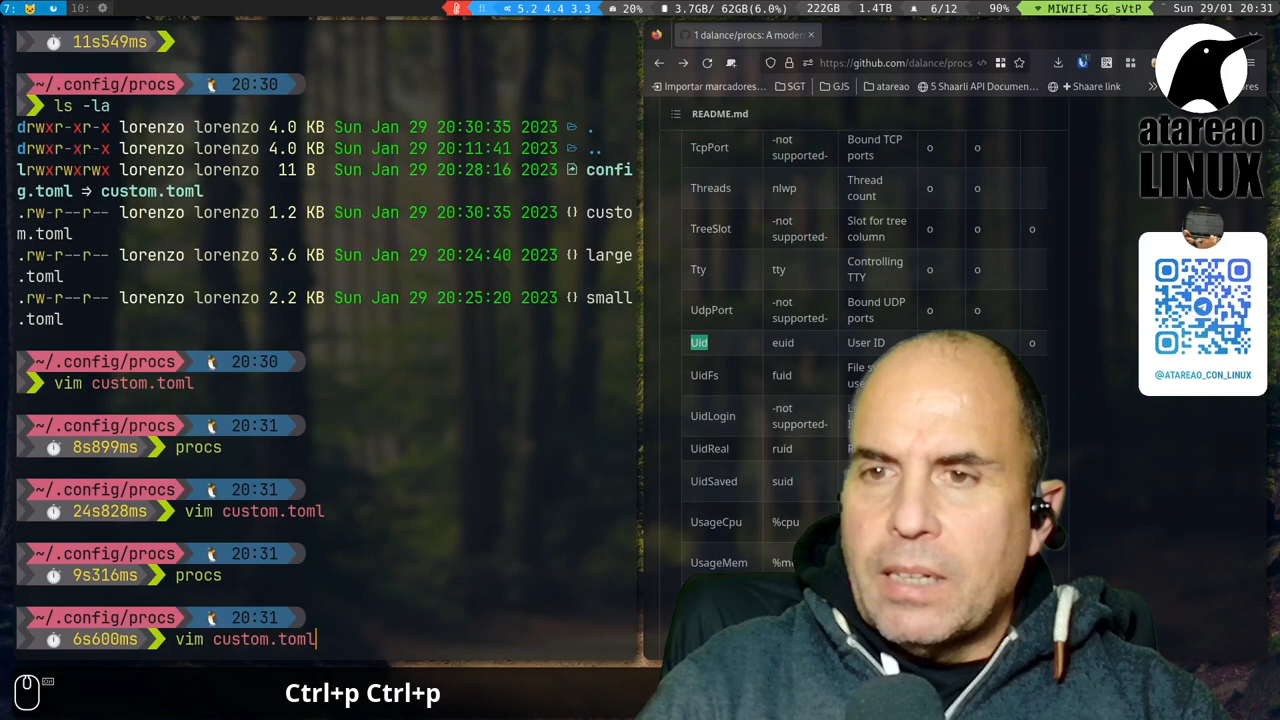 7:
10:
5.2 4.4 3.3
20%
3.7GB/ 62GB(6.0%)
222GB
1.4TB
6/12
90%
MIWIFI 5G sVtP
Sun 29/01 20:31
11s549ms
~/.config/procs 20:30
ls -la
drwxr-xr-x lorenzo lorenzo 4.0 KB Sun Jan 29 20:30:35 2023 .
drwxr-xr-x lorenzo lorenzo 4.0 KB Sun Jan 29 20:11:41 2023 ..
lrwxrwxrwx lorenzo lorenzo 11 B Sun Jan 29 20:28:16 2023 confi
g.toml ⇒ custom.toml
.rw-r--r-- lorenzo lorenzo 1.2 KB Sun Jan 29 20:30:35 2023 {} custo
m.toml
.rw-r--r-- lorenzo lorenzo 3.6 KB Sun Jan 29 20:24:40 2023 {} large
.toml
.rw-r--r-- lorenzo lorenzo 2.2 KB Sun Jan 29 20:25:20 2023 {} small
.toml
~/.config/procs 20:30
vim custom.toml
~/.config/procs 20:31
8s899ms procs
~/.config/procs 20:31
24s828ms vim custom.toml
~/.config/procs 20:31
9s316ms procs
~/.config/procs 20:31
6s600ms vim custom.toml
Ctrl+p Ctrl+p
1 dalance/procs: A moder
https://github.com/dalance/procs
Importar marcadores…
SGT
GJS
atareao
5 Shaarli API Documen…
Shaare link
README.md
TcpPort -not supported- Bound TCP ports o o
Threads nlwp Thread count o o
TreeSlot -not supported- Slot for tree column o o o
Tty tty Controlling TTY o o
UdpPort -not supported- Bound UDP ports o o
Uid euid User ID o
UidFs fuid File
UidLogin -not supported-
UidReal ruid
UidSaved suid
UsageCpu %cpu
UsageMem
atareao
LINUX
@ATAREAO_CON_LINUX